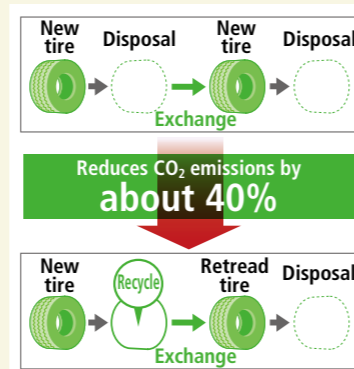 New tire
Disposal
New tire
Disposal
Exchange
Reduces CO₂ emissions by
about 40%
New tire
Recycle
Retread tire
Disposal
Exchange